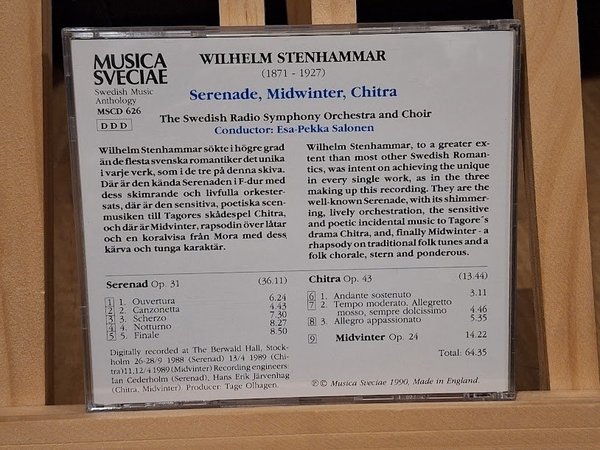 MUSICA
SVECIAE
Swedish Music
Anthology
MSCD 626
DDD
WILHELM STENHAMMAR
(1871 - 1927)
Serenade, Midwinter, Chitra
The Swedish Radio Symphony Orchestra and Choir
Conductor: Esa-Pekka Salonen
Wilhelm Stenhammar sökte i högre grad
än de flesta svenska romantiker det unika
i varje verk, som i de tre på denna skiva.
Där är den kända Serenaden i F-dur med
dess skimrande och livfulla orkester-
sats, där är den sensitiva, poetiska scen-
musiken till Tagores skådespel Chitra,
och där är Midvinter, rapsodin över låtar
och en koralvisa från Mora med dess
kärva och tunga karaktär.
Wilhelm Stenhammar, to a greater ex-
tent than most other Swedish Roman-
tics, was intent on achieving the unique
in every single work, as in the three
making up this recording. They are the
well-known Serenade, with its shimmer-
ing, lively orchestration, the sensitive
and poetic incidental music to Tagore´s
drama Chitra, and, finally Midwinter - a
rhapsody on traditional folk tunes and a
folk chorale, stern and ponderous.
Serenad Op. 31 (36.11)
1 1. Ouvertura 6.24
2 2. Canzonetta 4.43
3 3. Scherzo 7.30
4 4. Notturno 8.27
5 5. Finale 8.50
Digitally recorded at The Berwald Hall, Stock-
holm 26-28/9 1988 (Serenad) 13/4 1989 (Chi-
tra)11,12/4 1989 (Midvinter) Recording engineers:
Ian Cederholm (Serenad), Hans Erik Järvenhag
(Chitra, Midvinter). Producer: Tage Olhagen.
Chitra Op. 43 (13.44)
6 1. Andante sostenuto 3.11
7 2. Tempo moderato. Allegretto
mosso, sempre dolcissimo 4.46
8 3. Allegro appassionato 5.35
9 Midvinter Op. 24 14.22
Total: 64.35
℗ © Musica Sveciae 1990, Made in England.